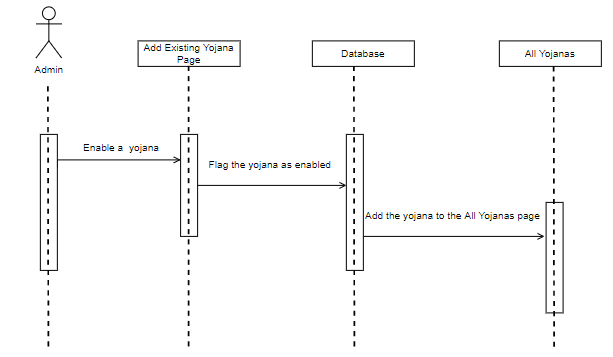 Add Existing Yojana
Page
Database
All Yojanas
Admin
Enable a yojana
Flag the yojana as enabled
Add the yojana to the All Yojanas page